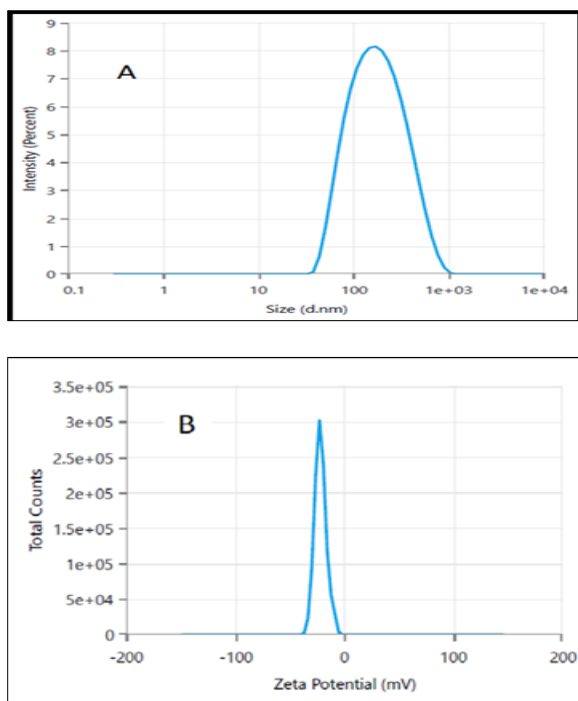 9
8
A
7
6
5
4
3
2
1
0
Intensity (Percent)
0.1 1 10 100 1e+03 1e+04
Size (d.nm)
3.5e+05
B
3e+05
2.5e+05
2e+05
1.5e+05
1e+05
5e+04
0
Total Counts
-200 -100 0 100 200
Zeta Potential (mV)